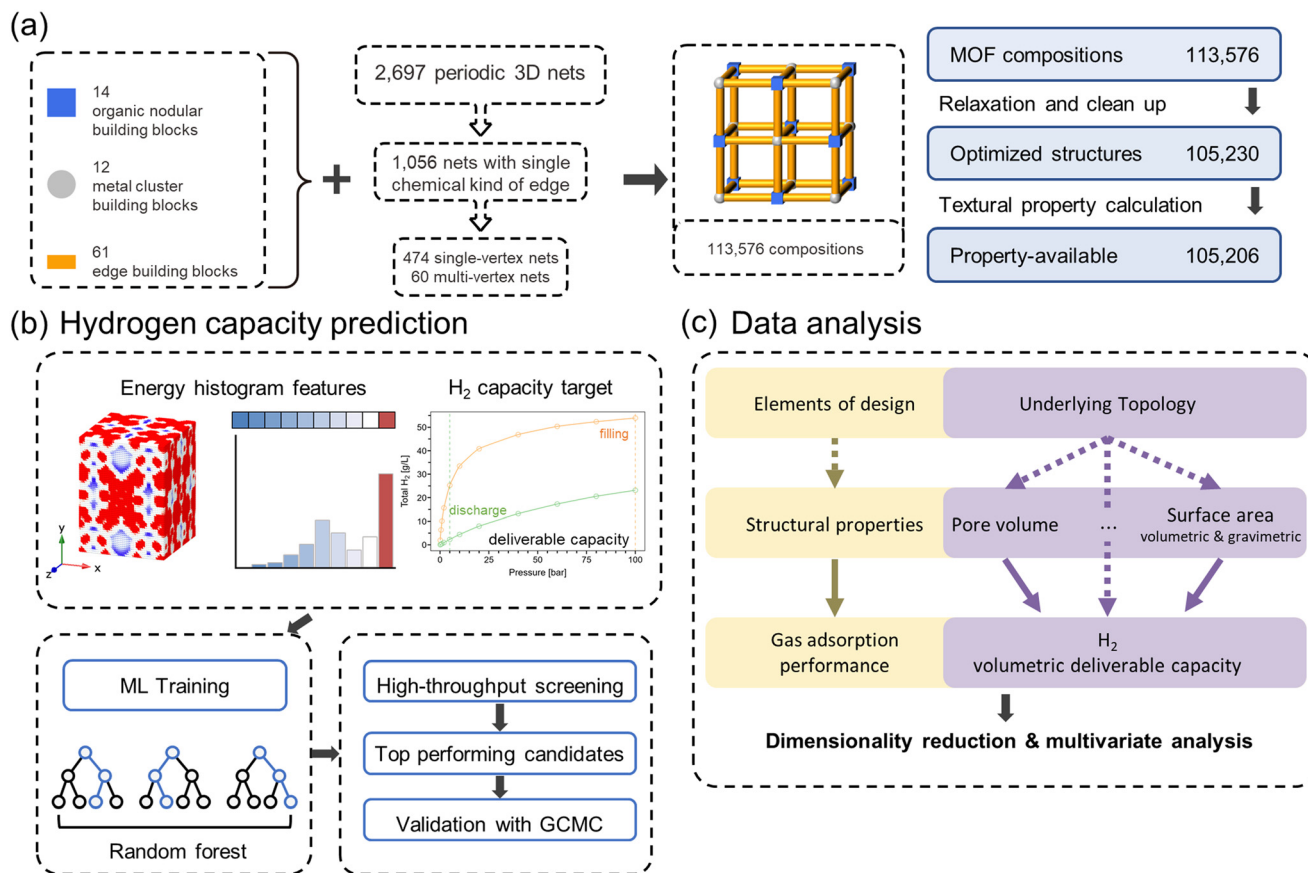 (a)
14
organic nodular
building blocks
12
metal cluster
building blocks
61
edge building blocks
+
2,697 periodic 3D nets
1,056 nets with single
chemical kind of edge
474 single-vertex nets
60 multi-vertex nets
113,576 compositions
MOF compositions 113,576
Relaxation and clean up
Optimized structures 105,230
Textural property calculation
Property-available 105,206
(b) Hydrogen capacity prediction
Energy histogram features
y
z
x
H₂ capacity target
Total H₂ [g/L]
50
40
30
20
10
0
filling
discharge
deliverable capacity
0 25 50 75 100
Pressure [bar]
ML Training
Random forest
High-throughput screening
Top performing candidates
Validation with GCMC
(c) Data analysis
Elements of design
Underlying Topology
Structural properties
Pore volume
...
Surface area
volumetric & gravimetric
Gas adsorption
performance
H₂
volumetric deliverable capacity
Dimensionality reduction & multivariate analysis